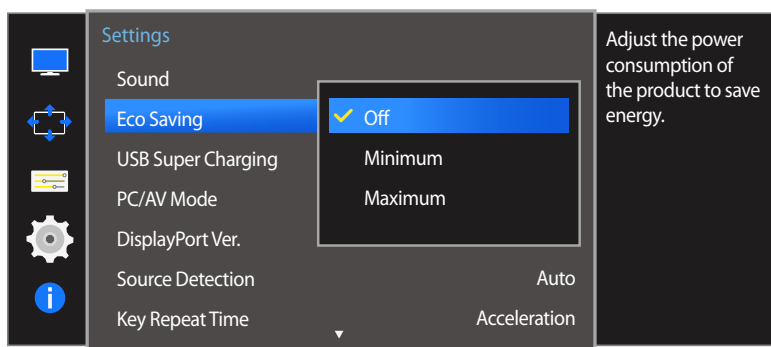 Settings
Sound
Eco Saving
USB Super Charging
PC/AV Mode
DisplayPort Ver.
Source Detection Auto
Key Repeat Time Acceleration
Off
Minimum
Maximum
Adjust the power
consumption of
the product to save
energy.